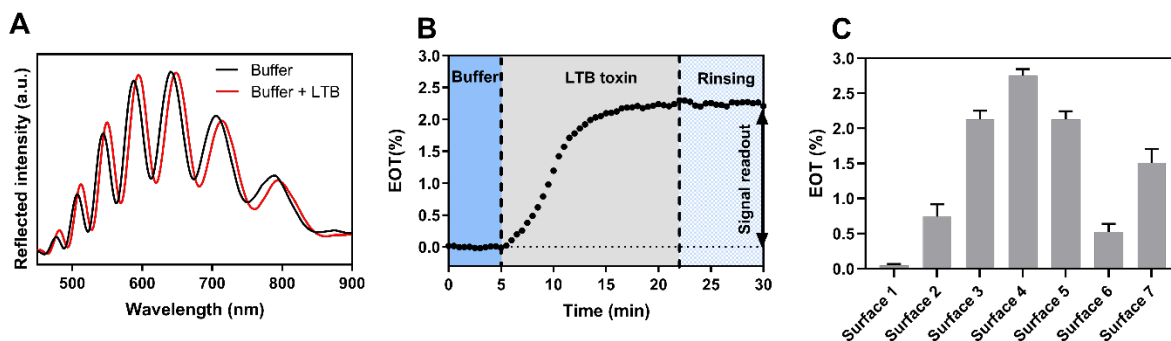 A
Reflected intensity (a.u.)
Buffer
Buffer + LTB
500
600
700
800
900
Wavelength (nm)
B
EOT(%)
3.0
2.5
2.0
1.5
1.0
0.5
0.0
Buffer
LTB toxin
Rinsing
Signal readout
0
5
10
15
20
25
30
Time (min)
C
EOT (%)
3.0
2.5
2.0
1.5
1.0
0.5
0.0
Surface 1
Surface 2
Surface 3
Surface 4
Surface 5
Surface 6
Surface 7